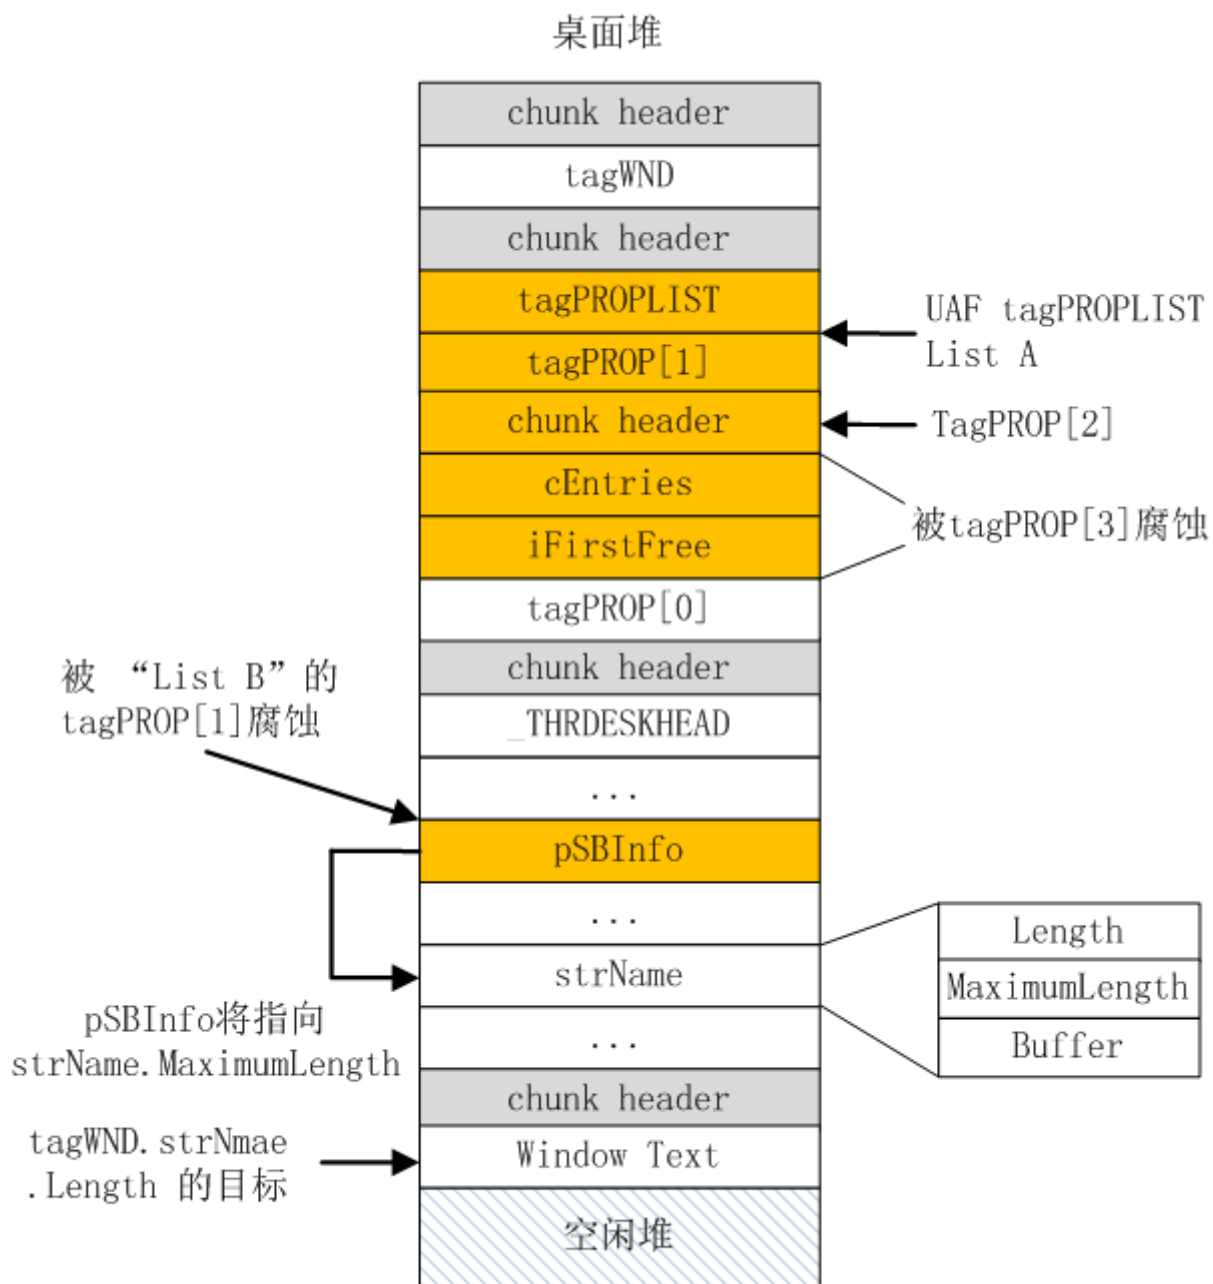 桌面堆
chunk header
tagWND
chunk header
tagPROPLIST
UAF tagPROPLIST
List A
tagPROP[1]
chunk header
TagPROP[2]
cEntries
被tagPROP[3]腐蚀
iFirstFree
tagPROP[0]
被 “List B”的
tagPROP[1]腐蚀
chunk header
_THRDESKHEAD
...
pSBInfo
...
strName
Length
MaximumLength
Buffer
pSBInfo将指向
strName.MaximumLength
...
chunk header
tagWND.strNmae
.Length 的目标
Window Text
空闲堆